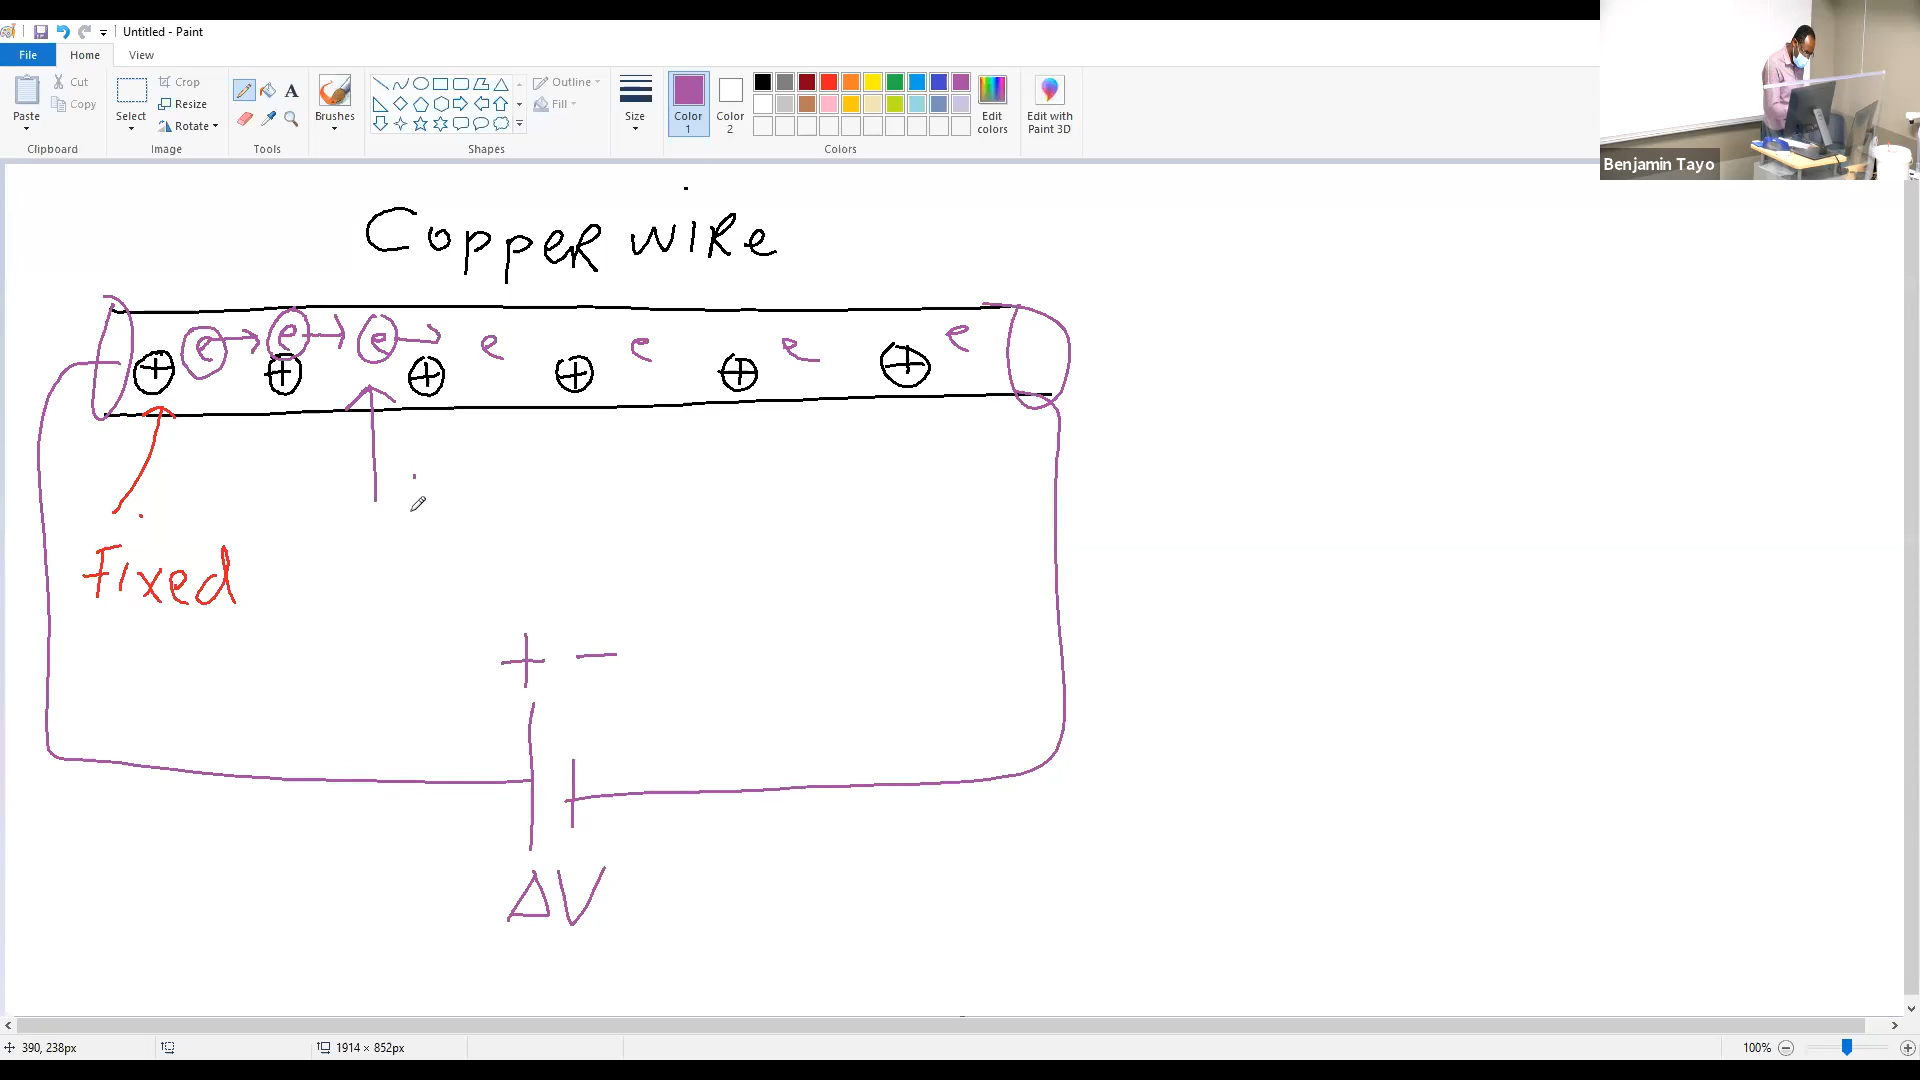 Untitled - Paint
File Home View
Paste
Cut
Copy
Clipboard
Select
Crop
Resize
Rotate
Image
Tools
Brushes
Shapes
Outline
Fill
Size
Color 1
Color 2
Colors
Edit colors
Edit with Paint 3D
Benjamin Tayo
Copper wire
e e e e e e e
+ + + + + + +
Fixed
+ −
ΔV
390, 238px
1914 × 852px
100%